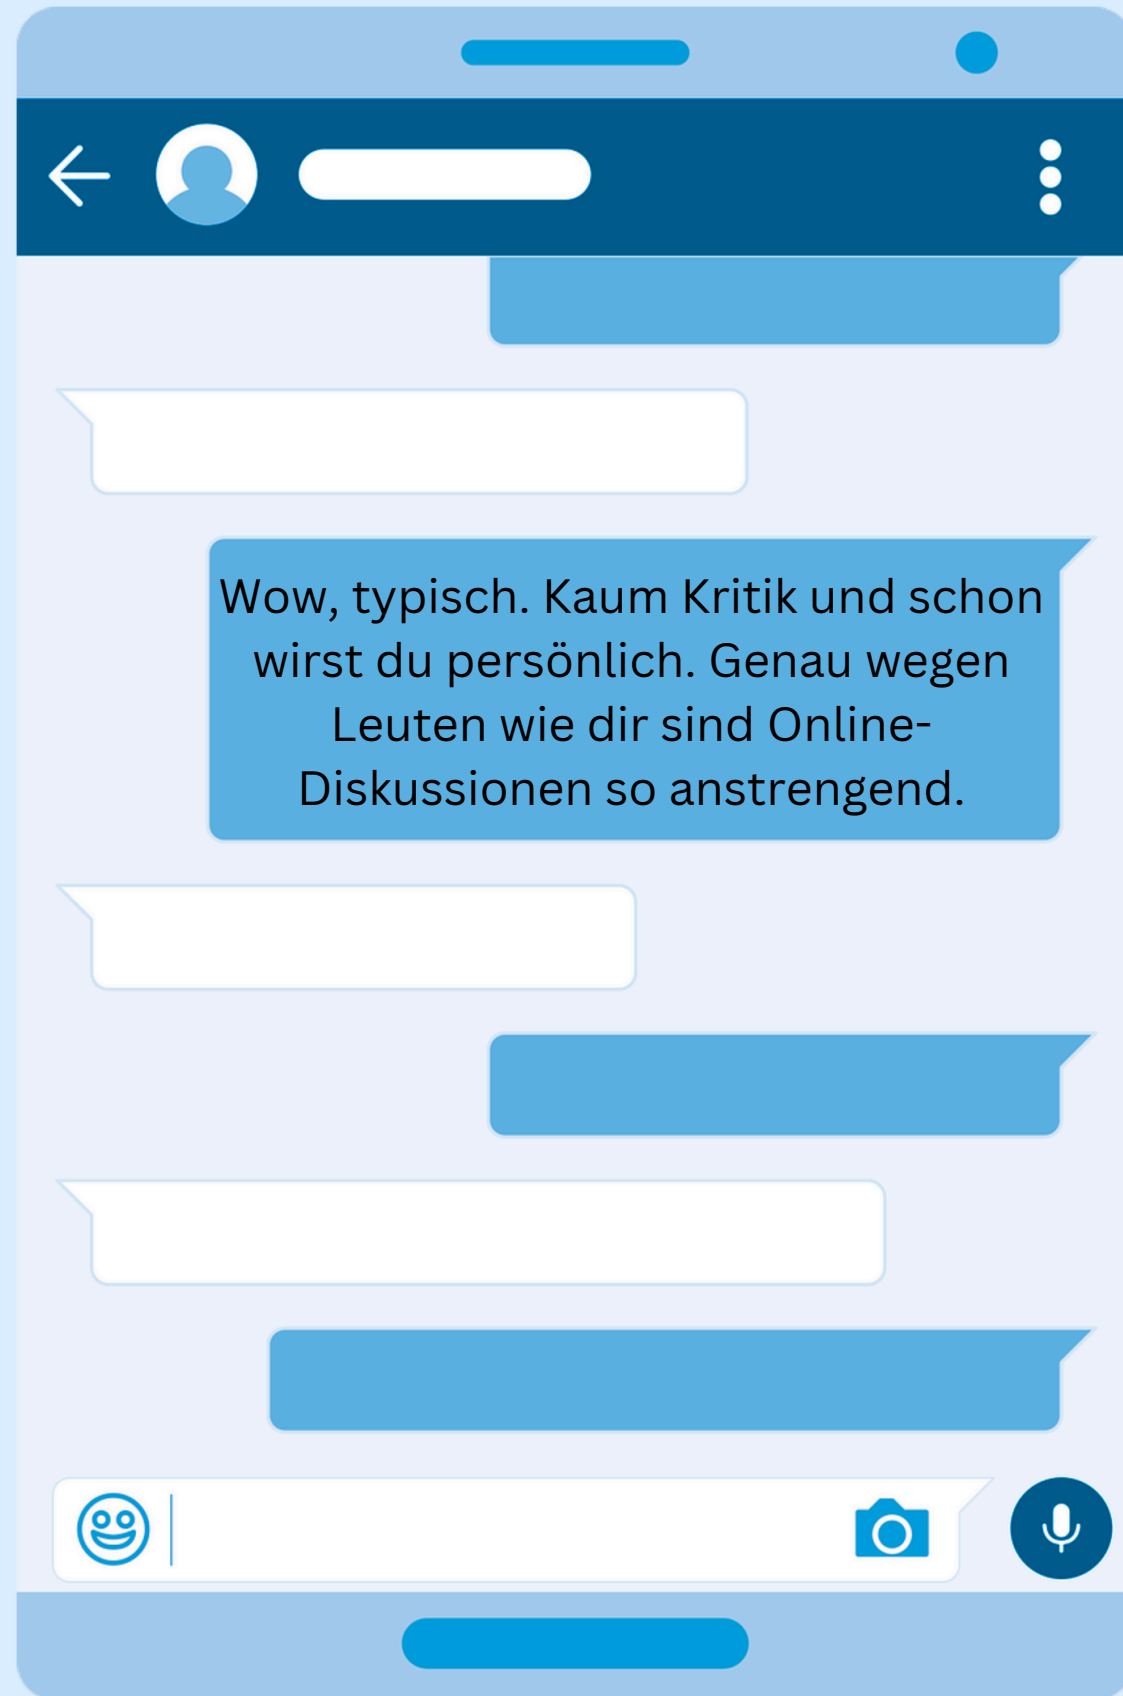 Wow, typisch. Kaum Kritik und schon
wirst du persönlich. Genau wegen
Leuten wie dir sind Online-
Diskussionen so anstrengend.